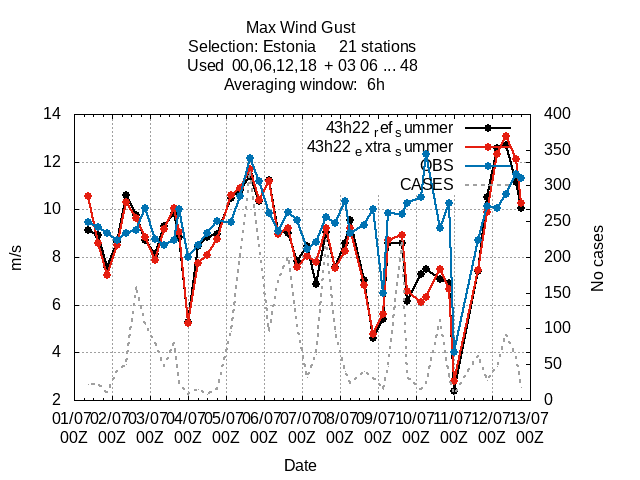 Max Wind Gust
Selection: Estonia 21 stations
Used 00,06,12,18 + 03 06 ... 48
Averaging window: 6h
14
12
10
8
6
4
2
m/s
400
350
300
250
200
150
100
50
0
No cases
43h22 refsummer
43h22 extrasummer
OBS
CASES
01/07 02/07 03/07 04/07 05/07 06/07 07/07 08/07 09/07 10/07 11/07 12/07 13/07
00Z 00Z 00Z 00Z 00Z 00Z 00Z 00Z 00Z 00Z 00Z 00Z 00Z
Date